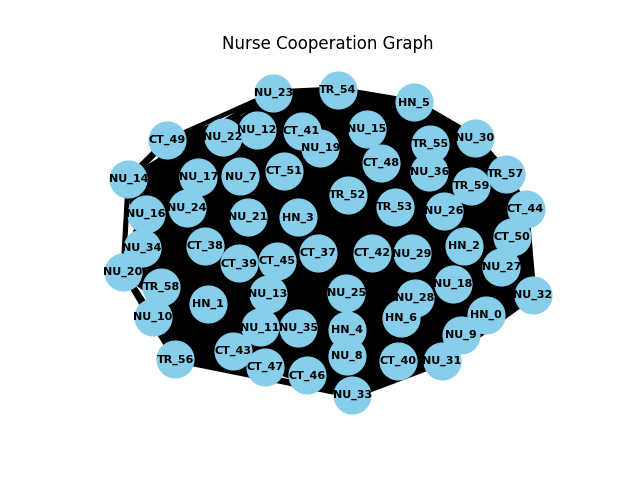 Nurse Cooperation Graph
TR_54
NU_23
HN_5
NU_12
NU_15
CT_41
NU_22
NU_30
CT_49
TR_55
NU_19
CT_48
CT_51
NU_36
TR_57
NU_7
NU_17
NU_14
TR_59
TR_52
TR_53
NU_24
CT_44
NU_26
NU_16
NU_21
HN_3
CT_50
CT_38
HN_2
NU_34
CT_37
CT_42
NU_29
CT_45
CT_39
NU_27
NU_20
NU_18
TR_58
NU_25
NU_13
NU_32
NU_28
HN_1
HN_0
NU_10
HN_6
NU_11
NU_35
HN_4
NU_9
CT_43
NU_8
TR_56
CT_40
NU_31
CT_47
CT_46
NU_33